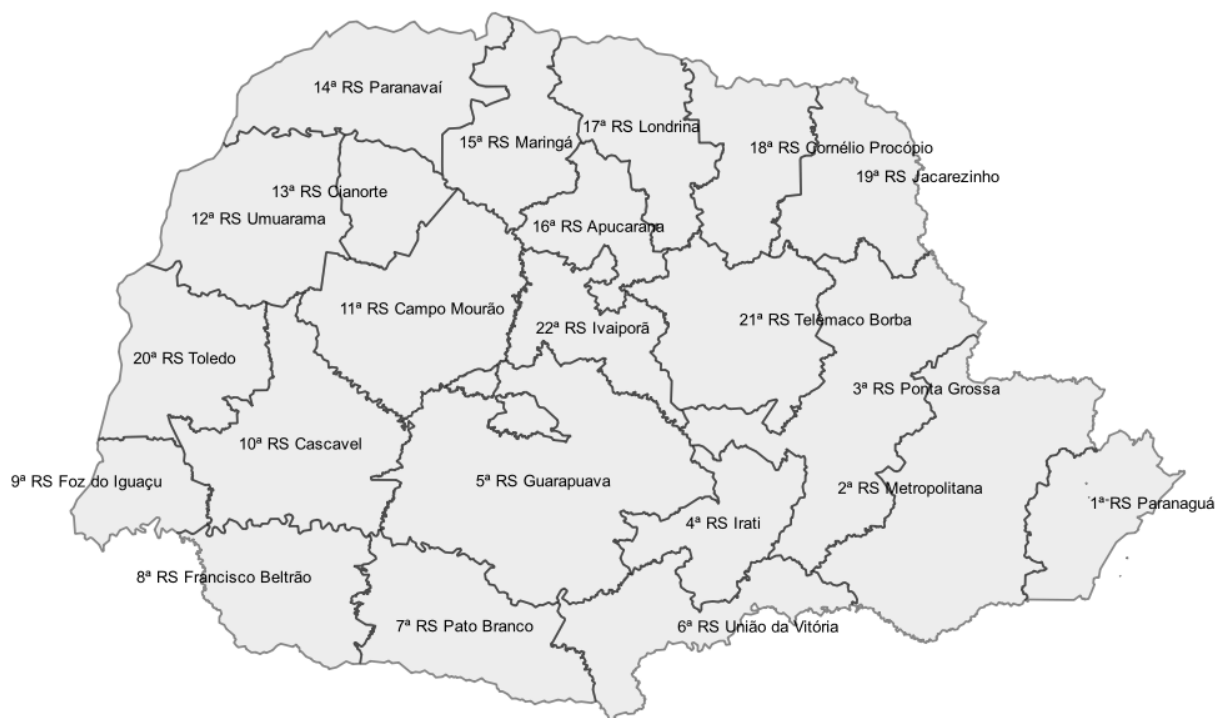 14ª RS Paranavaí
17ª RS Londrina
15ª RS Maringá
18ª RS Cornélio Procópio
19ª RS Jacarezinho
13ª RS Cianorte
12ª RS Umuarama
16ª RS Apucarana
11ª RS Campo Mourão
21ª RS Telêmaco Borba
22ª RS Ivaiporã
20ª RS Toledo
3ª RS Ponta Grossa
10ª RS Cascavel
9ª RS Foz do Iguaçu
5ª RS Guarapuava
2ª RS Metropolitana
1ª RS Paranaguá
4ª RS Irati
8ª RS Francisco Beltrão
7ª RS Pato Branco
6ª RS União da Vitória